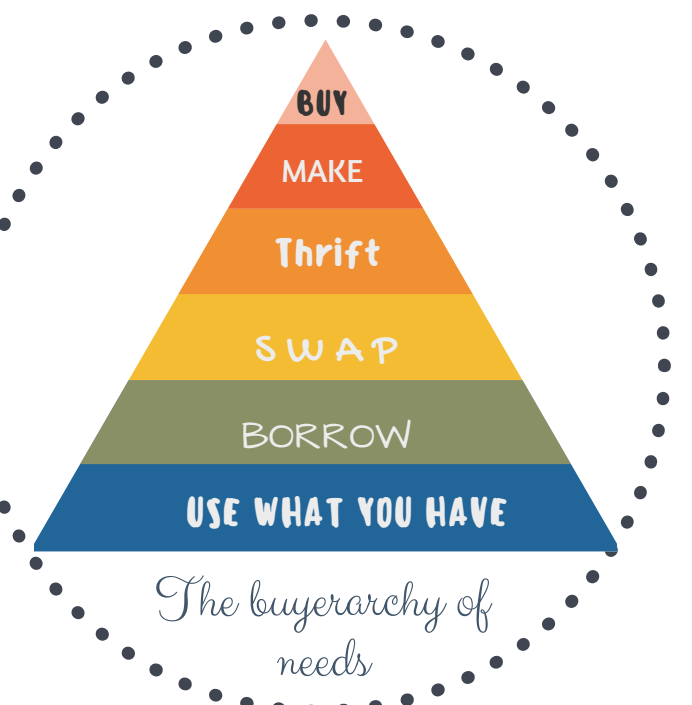 BUY
MAKE
Thrift
SWAP
BORROW
USE WHAT YOU HAVE
The buyerarchy of
needs